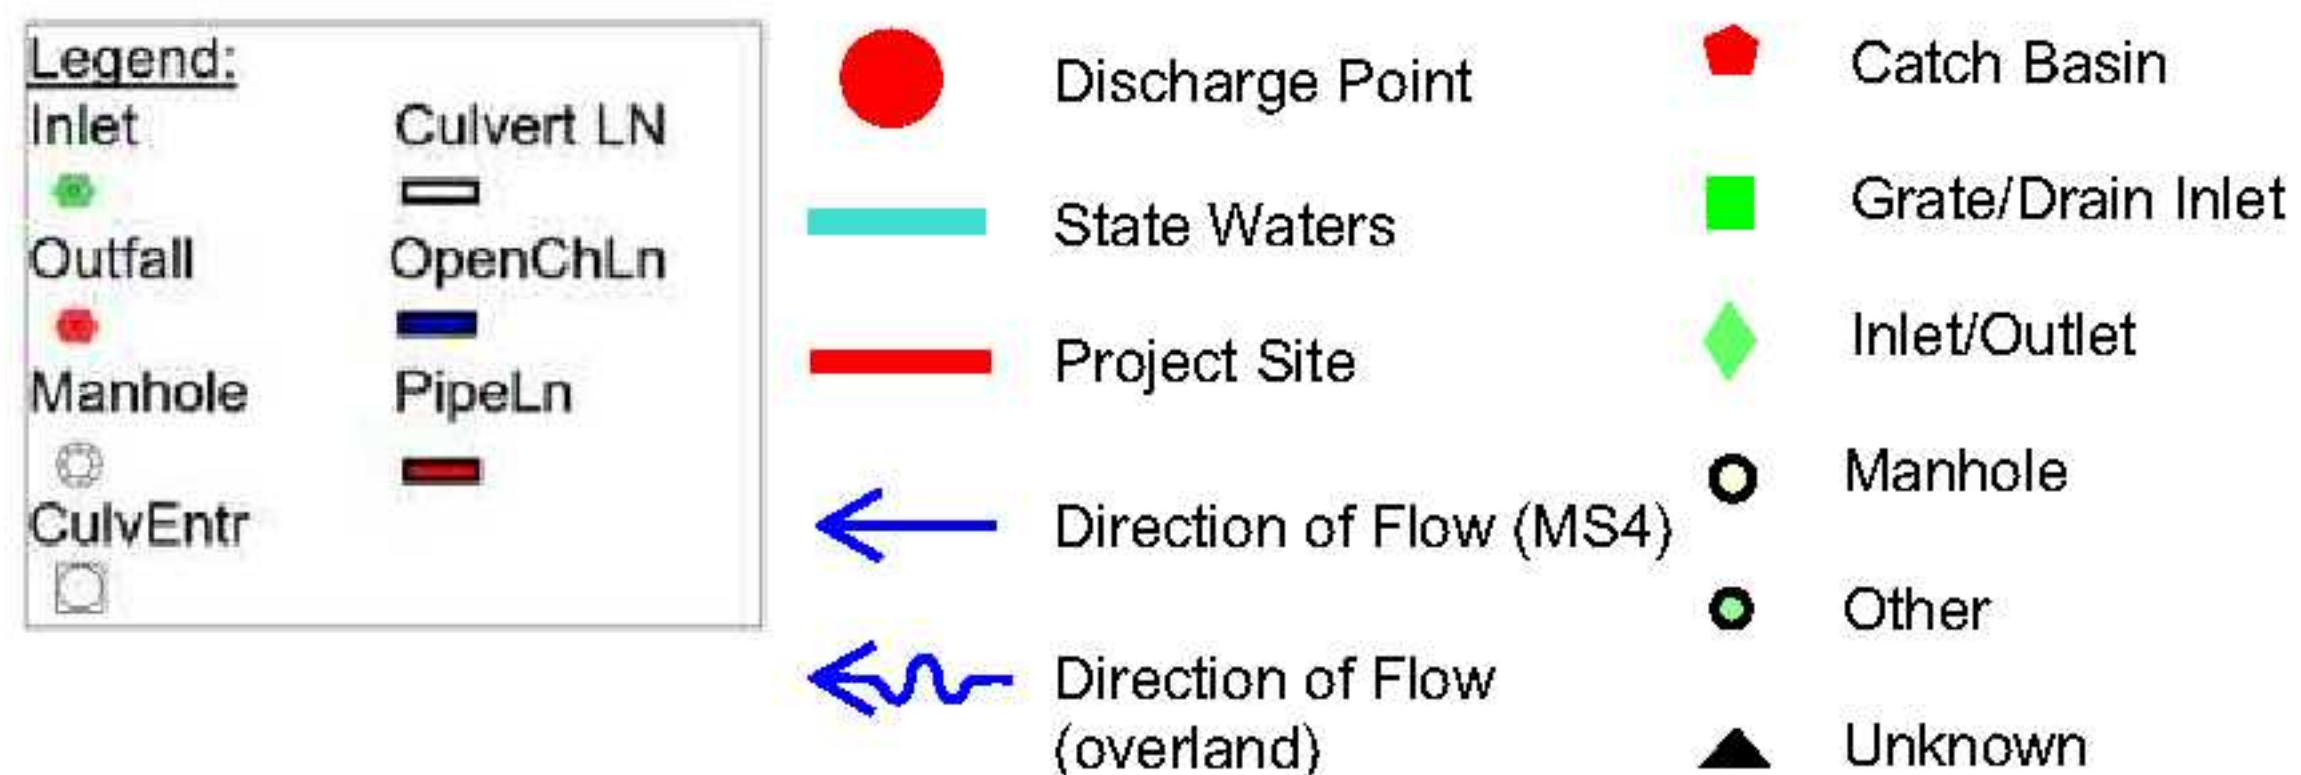 Legend:
Inlet
Culvert LN
Outfall
OpenChLn
Manhole
PipeLn
CulvEntr
Discharge Point
State Waters
Project Site
Direction of Flow (MS4)
Direction of Flow
(overland)
Catch Basin
Grate/Drain Inlet
Inlet/Outlet
Manhole
Other
Unknown